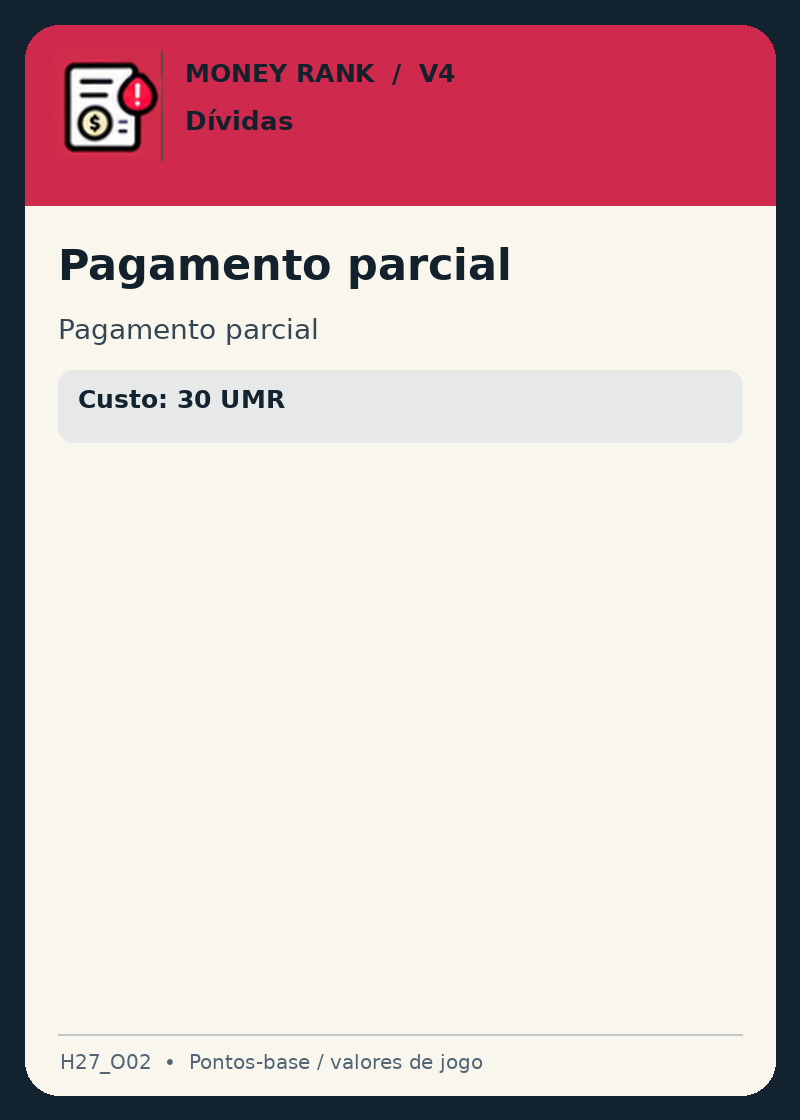 MONEY RANK / V4
Dívidas
Pagamento parcial
Pagamento parcial
Custo: 30 UMR
H27_O02 • Pontos-base / valores de jogo